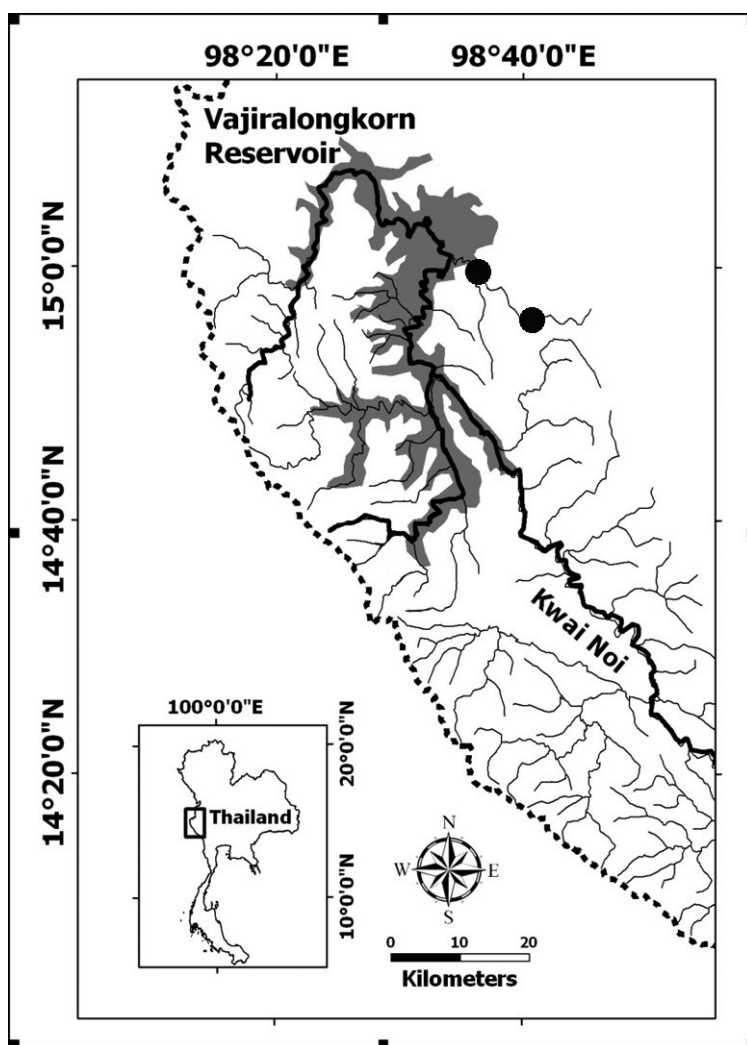 98°20'0"E
98°40'0"E
Vajiralongkorn
Reservoir
15°0'0"N
14°40'0"N
Kwai Noi
14°20'0"N
100°0'0"E
20°0'0"N
Thailand
10°0'0"N
N
W
E
S
0
10
20
Kilometers